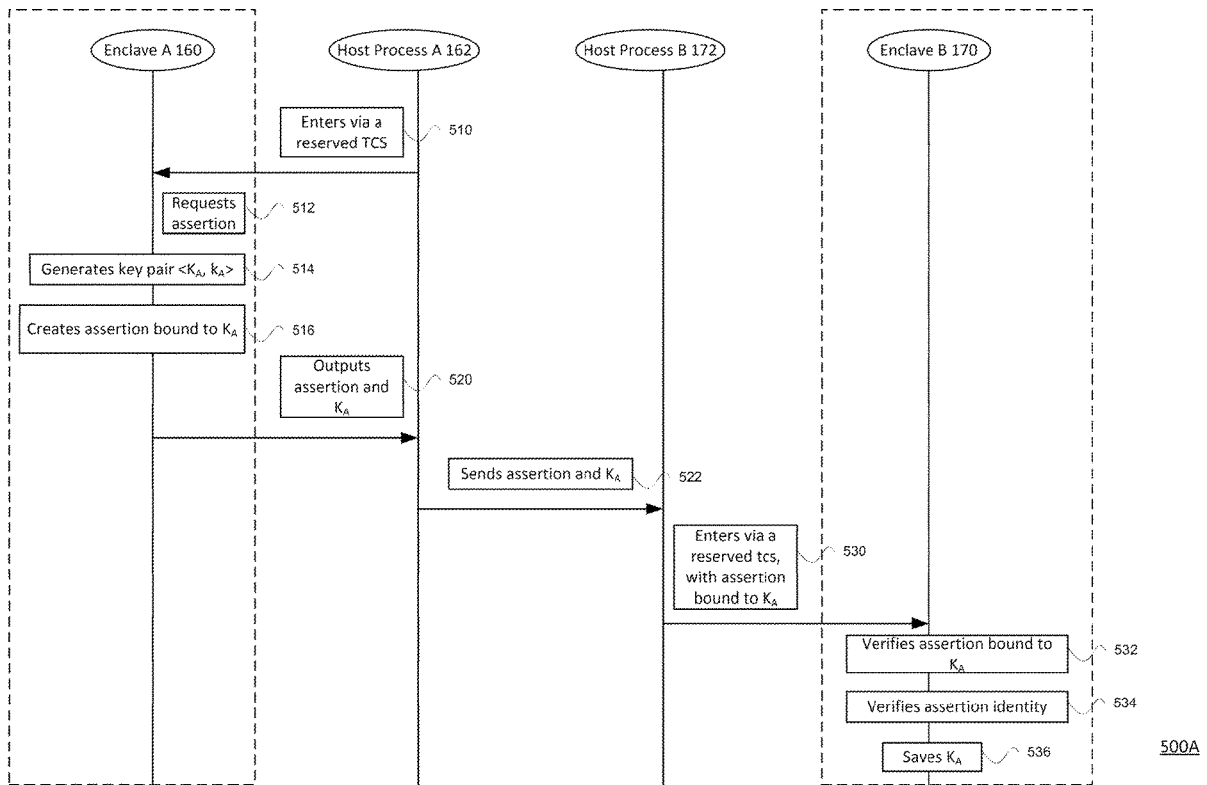 Enclave A 160
Host Process A 162
Host Process B 172
Enclave B 170
Enters via a
reserved TCS
510
Requests
assertion
512
Generates key pair <KA, kA>
514
Creates assertion bound to KA
516
Outputs
assertion and
KA
520
Sends assertion and KA
522
Enters via a
reserved tcs,
with assertion
bound to KA
530
Verifies assertion bound to
KA
532
Verifies assertion identity
534
Saves KA
536
500A